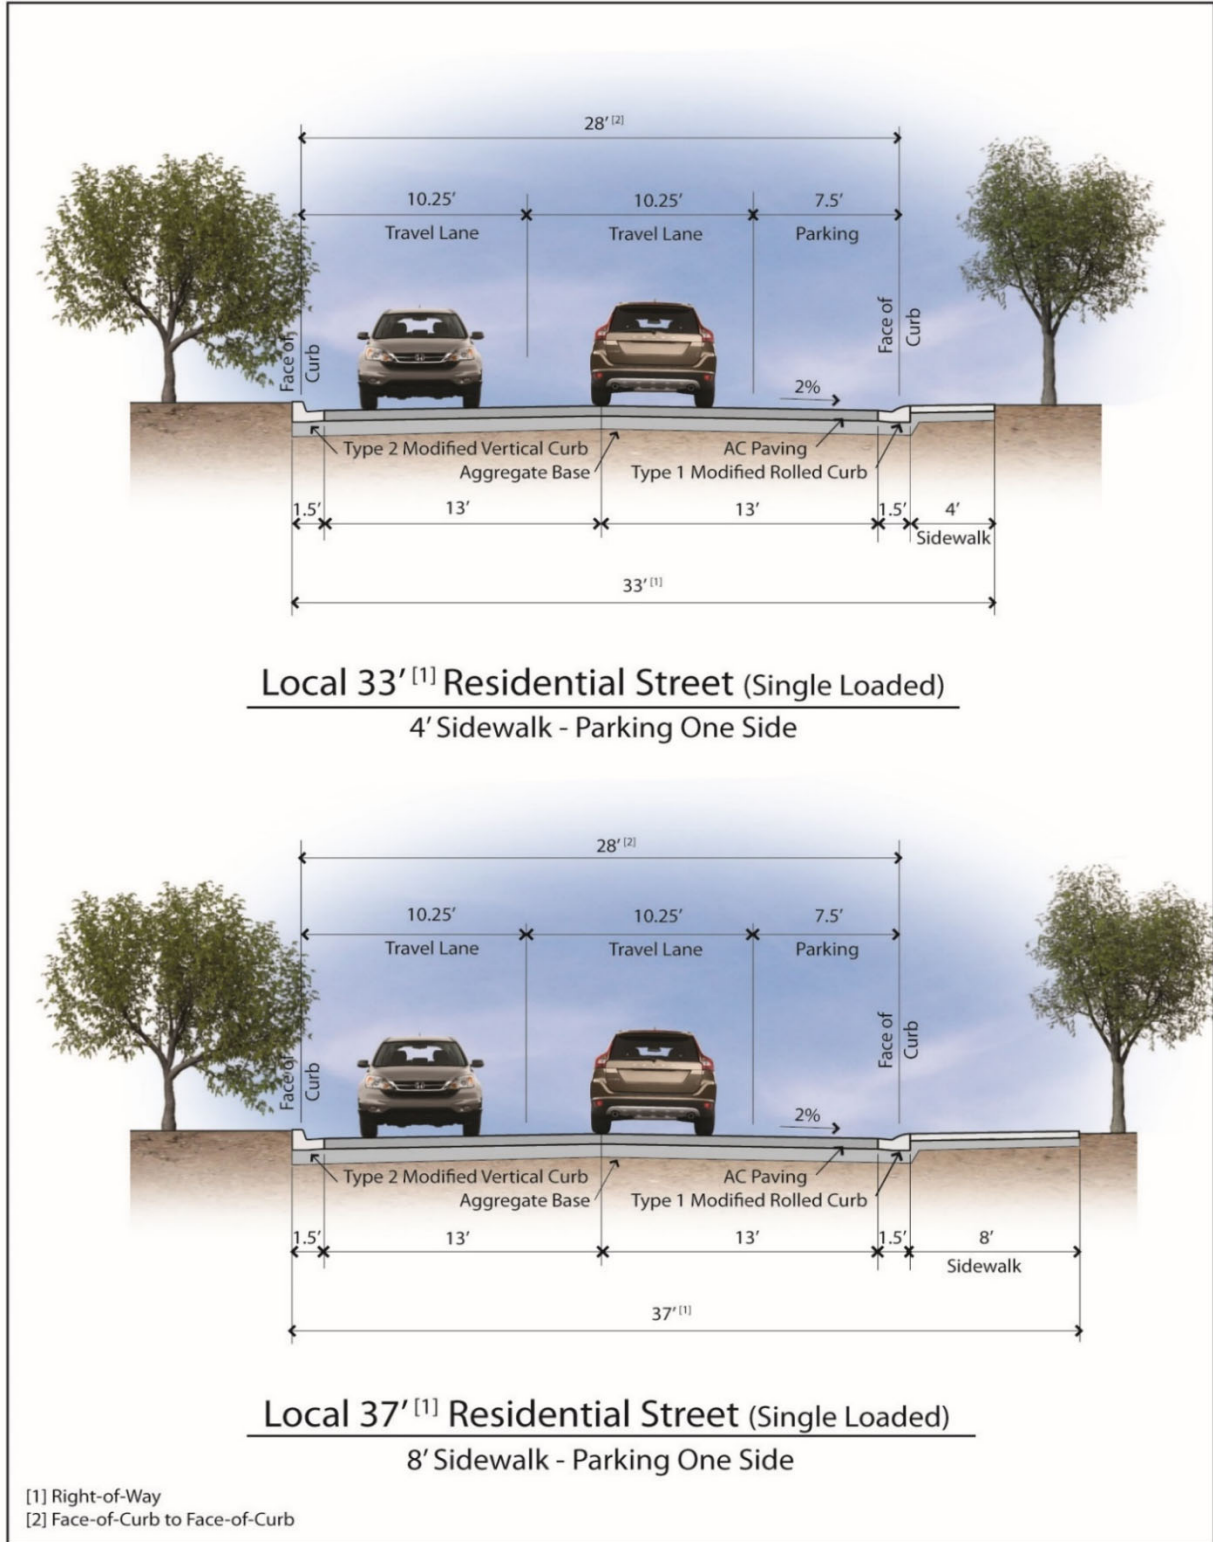 28' [2]
10.25' 10.25' 7.5'
Travel Lane Travel Lane Parking
Face of
Curb
Face of
Curb
2%
Type 2 Modified Vertical Curb AC Paving
Aggregate Base Type 1 Modified Rolled Curb
1.5' 13' 13' 1.5' 4'
Sidewalk
33' [1]
Local 33' [1] Residential Street (Single Loaded)
4' Sidewalk - Parking One Side
28' [2]
10.25' 10.25' 7.5'
Travel Lane Travel Lane Parking
Face of
Curb
Face of
Curb
2%
Type 2 Modified Vertical Curb AC Paving
Aggregate Base Type 1 Modified Rolled Curb
1.5' 13' 13' 1.5' 8'
Sidewalk
37' [1]
Local 37' [1] Residential Street (Single Loaded)
8' Sidewalk - Parking One Side
[1] Right-of-Way
[2] Face-of-Curb to Face-of-Curb